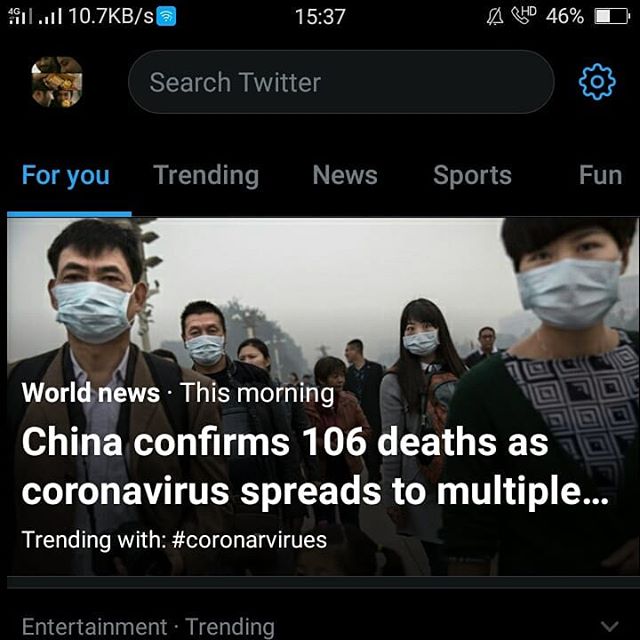 4G 10.7KB/s 15:37 HD 46%
Search Twitter
For you Trending News Sports Fun
World news · This morning
China confirms 106 deaths as
coronavirus spreads to multiple...
Trending with: #coronarvirues
Entertainment · Trending